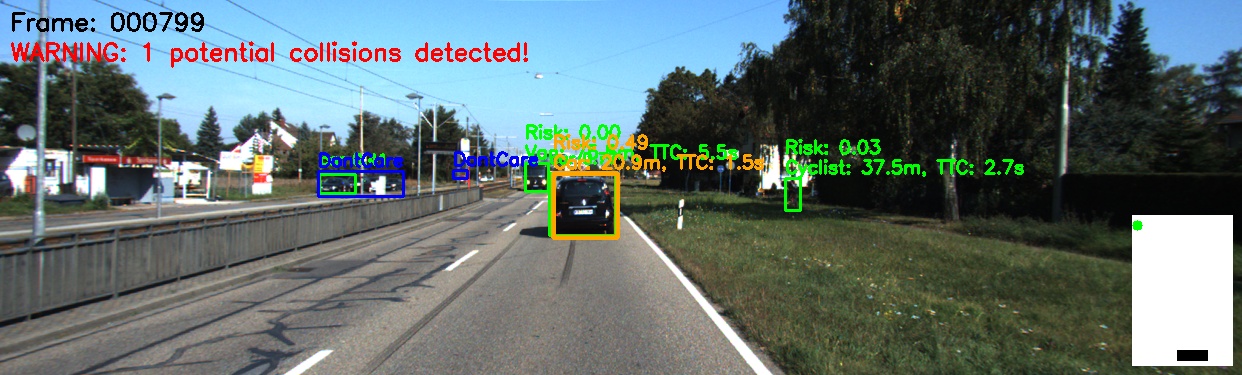 Frame: 000799
WARNING: 1 potential collisions detected!
Risk: 0.00
Risk: 0.49
Risk: 0.03
DontCare
DontCare
TTC: 5.5s
20.9m, TTC: 1.5s
Cyclist: 37.5m, TTC: 2.7s